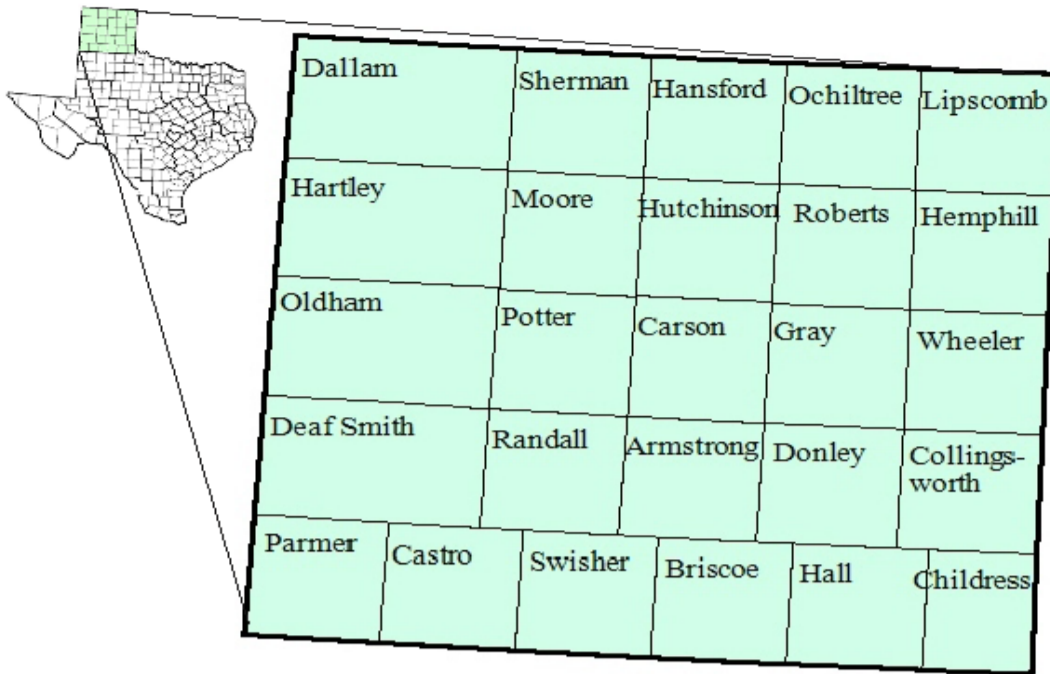 Dallam
Sherman
Hansford
Ochiltree
Lipscomb
Hartley
Moore
Hutchinson
Roberts
Hemphill
Oldham
Potter
Carson
Gray
Wheeler
Deaf Smith
Randall
Armstrong
Donley
Collings-
worth
Parmer
Castro
Swisher
Briscoe
Hall
Childress